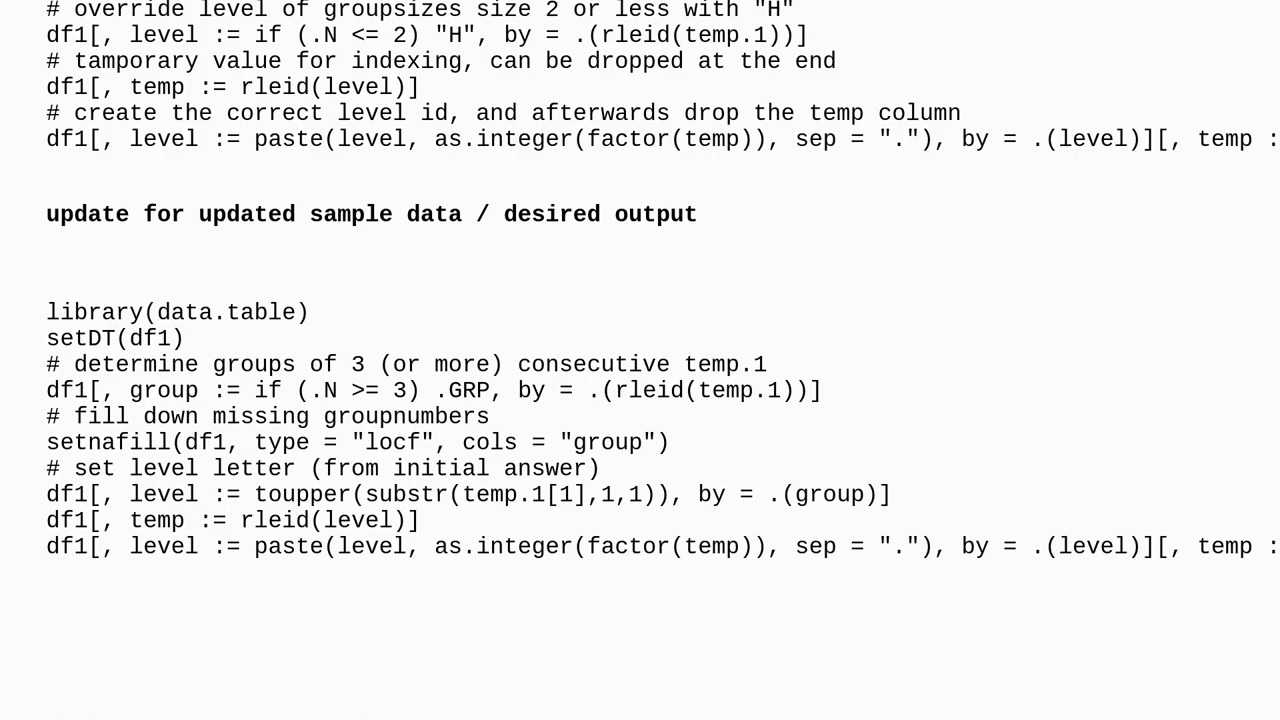 # override level of groupsizes size 2 or less with "H"
df1[, level := if (.N <= 2) "H", by = .(rleid(temp.1))]
# tamporary value for indexing, can be dropped at the end
df1[, temp := rleid(level)]
# create the correct level id, and afterwards drop the temp column
df1[, level := paste(level, as.integer(factor(temp)), sep = "."), by = .(level)][, temp :
update for updated sample data / desired output
library(data.table)
setDT(df1)
# determine groups of 3 (or more) consecutive temp.1
df1[, group := if (.N >= 3) .GRP, by = .(rleid(temp.1))]
# fill down missing groupnumbers
setnafill(df1, type = "locf", cols = "group")
# set level letter (from initial answer)
df1[, level := toupper(substr(temp.1[1],1,1)), by = .(group)]
df1[, temp := rleid(level)]
df1[, level := paste(level, as.integer(factor(temp)), sep = "."), by = .(level)][, temp :